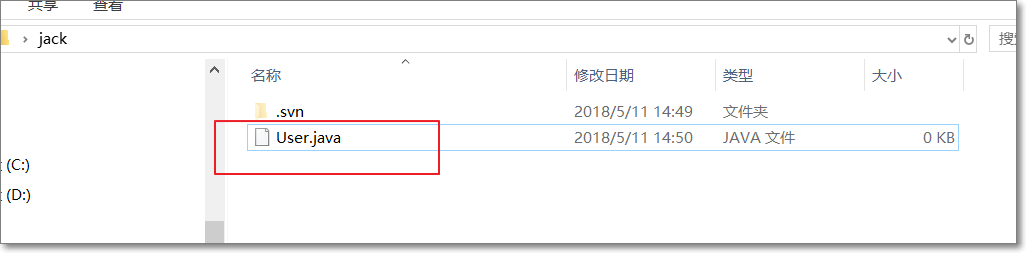 共享 查看
› jack
名称 修改日期 类型 大小
.svn 2018/5/11 14:49 文件夹
User.java 2018/5/11 14:50 JAVA 文件 0 KB
(C:)
(D:)